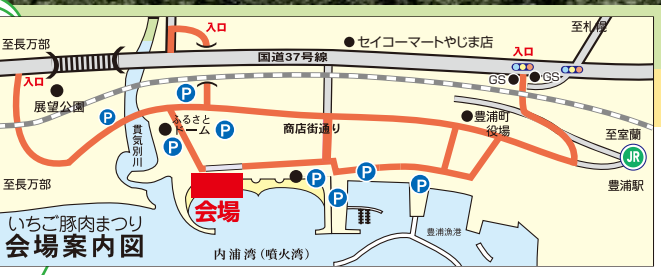 至札幌
入口
セイコーマートやじま店
至長万部
国道37号線
入口
入口
GS
GS
展望公園
P
P
ふるさと
ドーム
P
P
貫気別川
商店街通り
豊浦町
役場
至室蘭
JR
豊浦駅
至長万部
会場
P
P
P
P
いちご豚肉まつり
会場案内図
内浦湾(噴火湾)
豊浦漁港